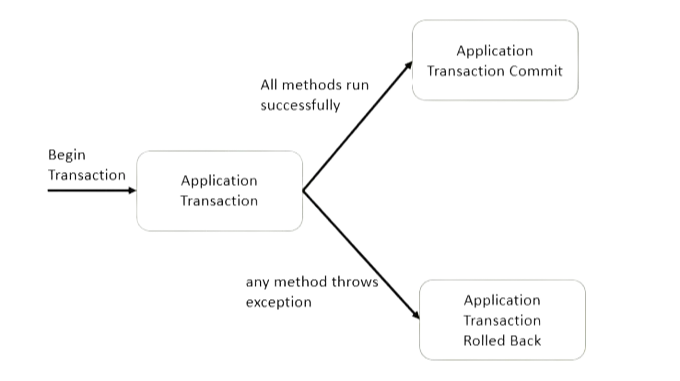 Application
Transaction Commit
All methods run
successfully
Begin
Transaction
Application
Transaction
any method throws
exception
Application
Transaction
Rolled Back